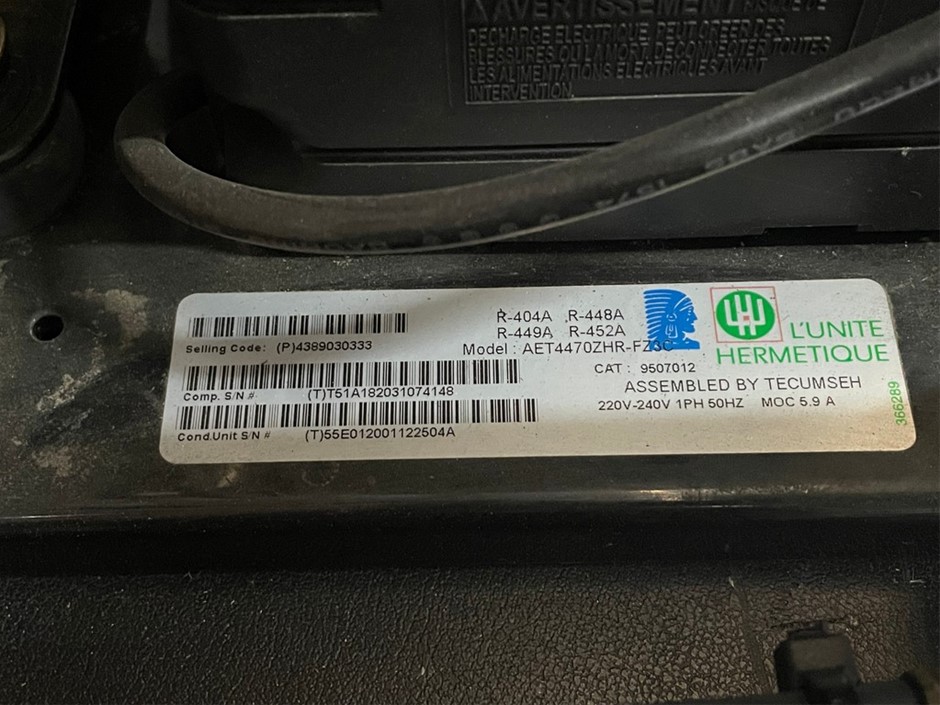 AVERTISSEMENT RISQUE DE
DECHARGE ELECTRIQUE PEUT CREER DES
BLESSURES OU LA MORT. DECONNECTER TOUTES
LES ALIMENTATIONS ELECTRIQUES AVANT
INTERVENTION.
R-404A R-448A
R-449A R-452A
Selling Code: (P)4389030333
Model : AET4470ZHR-FZ3C
L'UNITE
HERMETIQUE
CAT : 9507012
Comp. S/N # (T)T51A182031074148
ASSEMBLED BY TECUMSEH
220V-240V 1PH 50HZ MOC 5.9 A
Cond.Unit S/N # (T)55E012001122504A
366289